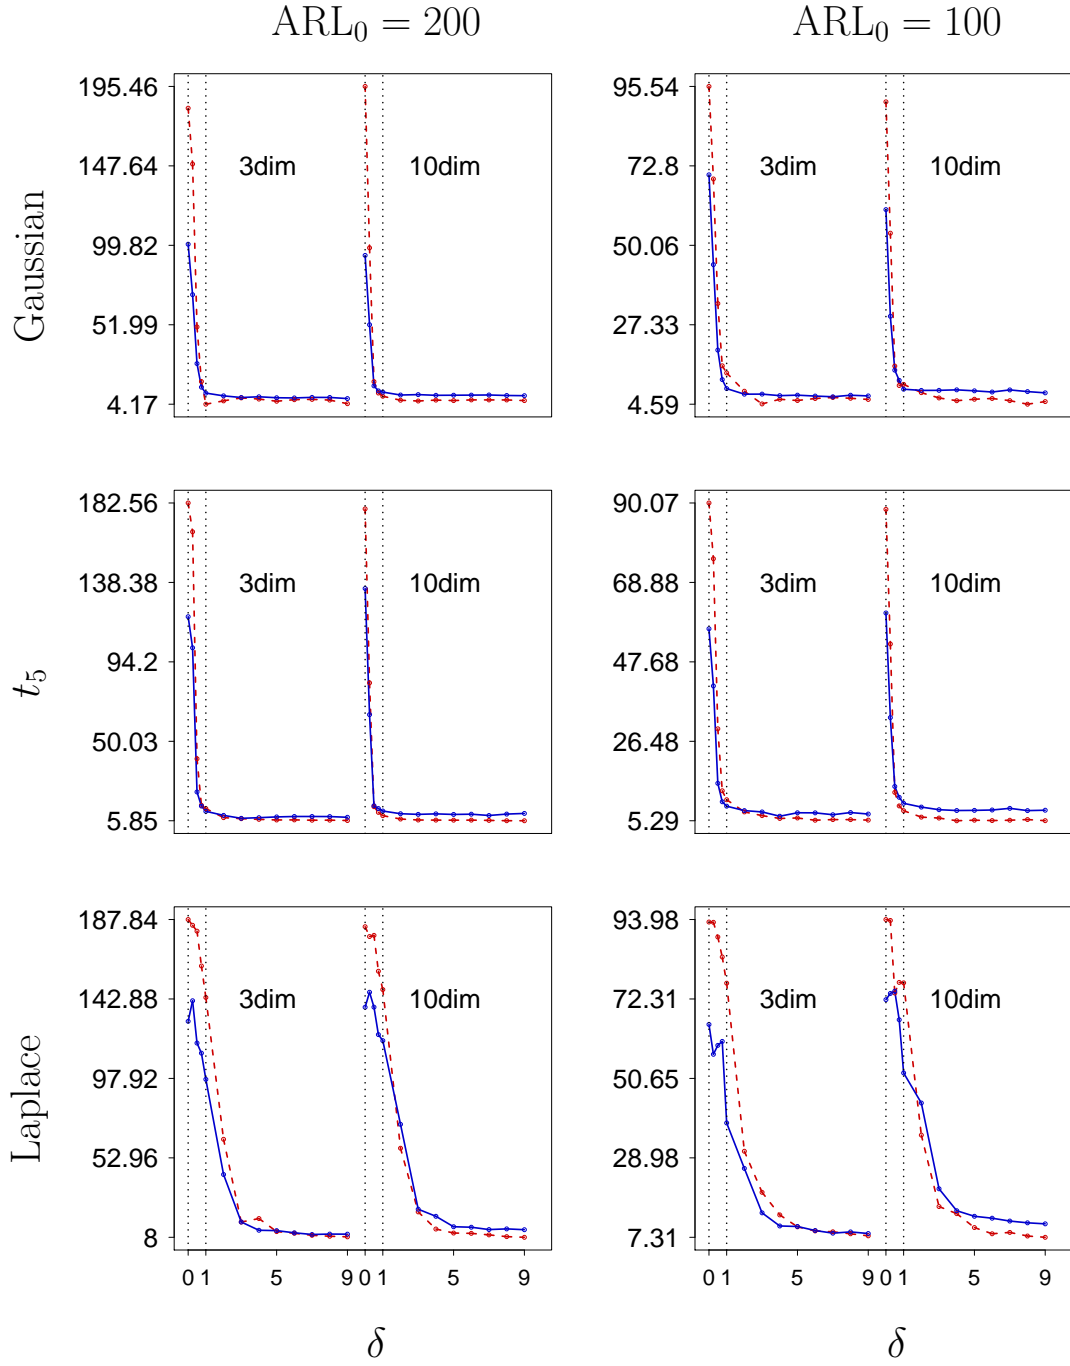 ARL₀ = 200
ARL₀ = 100
Gaussian
195.46
147.64
99.82
51.99
4.17
3dim
10dim
95.54
72.8
50.06
27.33
4.59
3dim
10dim
t₅
182.56
138.38
94.2
50.03
5.85
3dim
10dim
90.07
68.88
47.68
26.48
5.29
3dim
10dim
Laplace
187.84
142.88
97.92
52.96
8
3dim
10dim
93.98
72.31
50.65
28.98
7.31
3dim
10dim
0 1 5 9 0 1 5 9
0 1 5 9 0 1 5 9
δ
δ